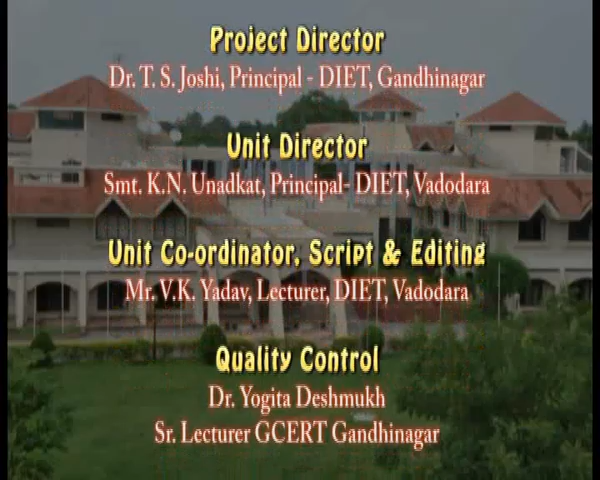 Project Director
Dr. T. S. Joshi, Principal - DIET, Gandhinagar
Unit Director
Smt. K.N. Unadkat, Principal- DIET, Vadodara
Unit Co-ordinator, Script & Editing
Mr. V.K. Yadav, Lecturer, DIET, Vadodara
Quality Control
Dr. Yogita Deshmukh
Sr. Lecturer GCERT Gandhinagar